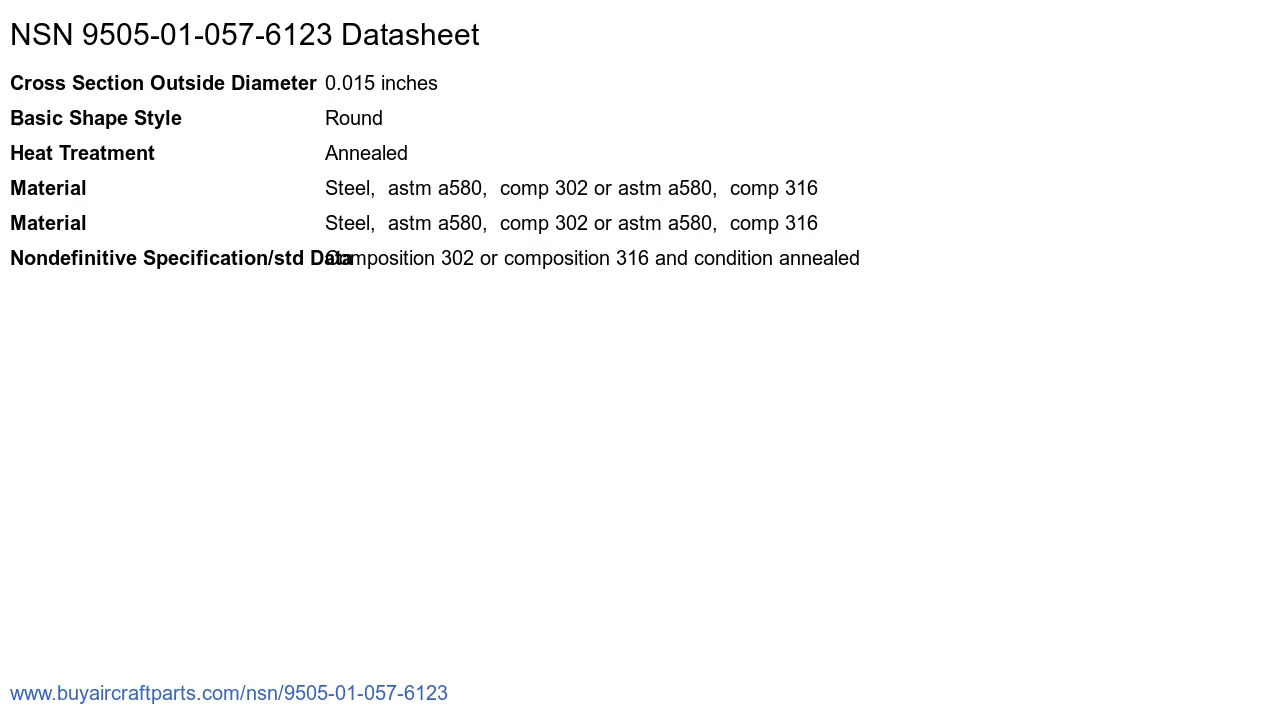 NSN 9505-01-057-6123 Datasheet
Cross Section Outside Diameter 0.015 inches
Basic Shape Style Round
Heat Treatment Annealed
Material Steel, astm a580, comp 302 or astm a580, comp 316
Material Steel, astm a580, comp 302 or astm a580, comp 316
Nondefinitive Specification/std Data Composition 302 or composition 316 and condition annealed
www.buyaircraftparts.com/nsn/9505-01-057-6123